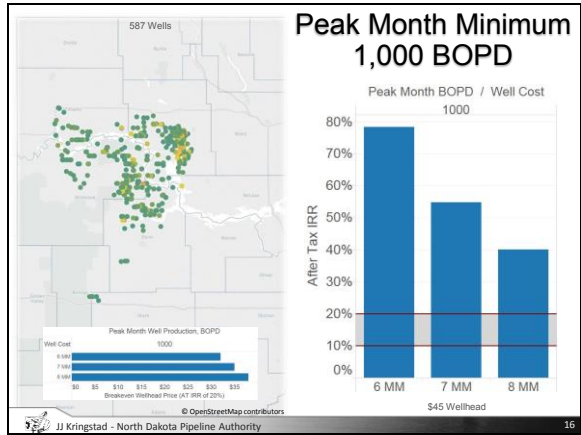 Peak Month Minimum
1,000 BOPD
587 Wells
Peak Month BOPD / Well Cost
1000
80%
70%
60%
50%
40%
30%
20%
10%
0%
After Tax IRR
6 MM 7 MM 8 MM
$45 Wellhead
Peak Month Well Production, BOPD
Well Cost 1000
6 MM
7 MM
8 MM
$0 $5 $10 $15 $20 $25 $30 $35
Breakeven Wellhead Price (AT IRR of 20%)
© OpenStreetMap contributors
JJ Kringstad - North Dakota Pipeline Authority 16